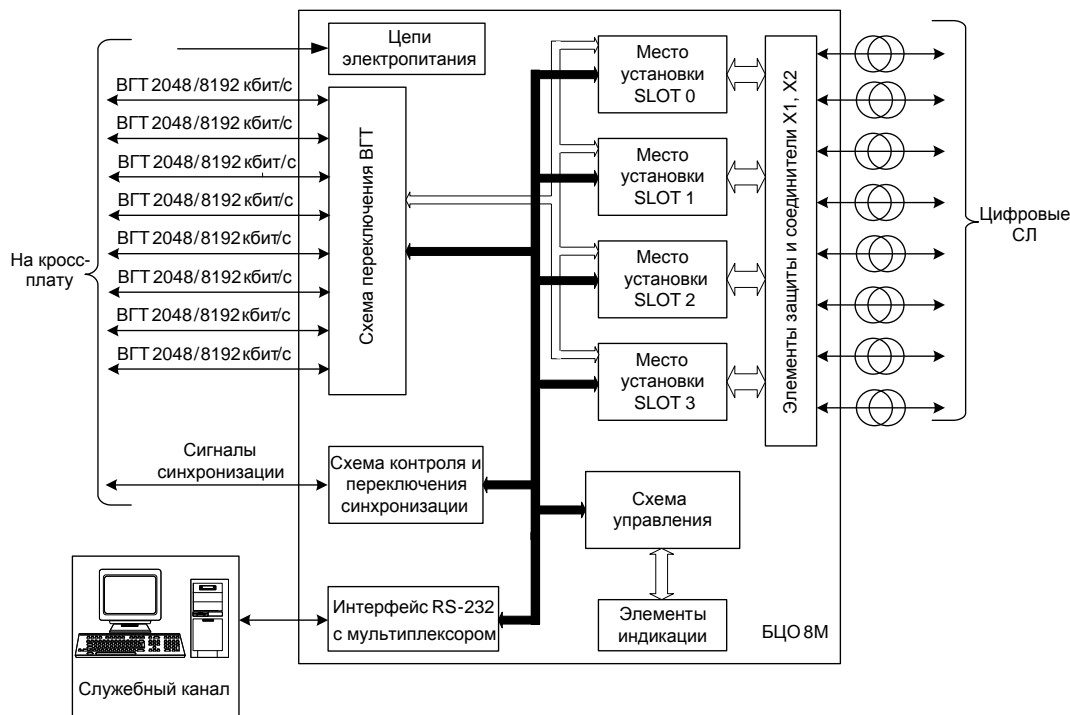 Цепи
электропитания
ВГТ 2048/8192 кбит/с
ВГТ 2048/8192 кбит/с
ВГТ 2048/8192 кбит/с
ВГТ 2048/8192 кбит/с
ВГТ 2048/8192 кбит/с
ВГТ 2048/8192 кбит/с
ВГТ 2048/8192 кбит/с
ВГТ 2048/8192 кбит/с
На кросс-
плату
Схема переключения ВГТ
Место
установки
SLOT 0
Место
установки
SLOT 1
Место
установки
SLOT 2
Место
установки
SLOT 3
Элементы защиты и соединители X1, X2
Цифровые
СЛ
Сигналы
синхронизации
Схема контроля и
переключения
синхронизации
Схема
управления
Интерфейс RS-232
с мультиплексором
Элементы
индикации
БЦО 8М
Служебный канал